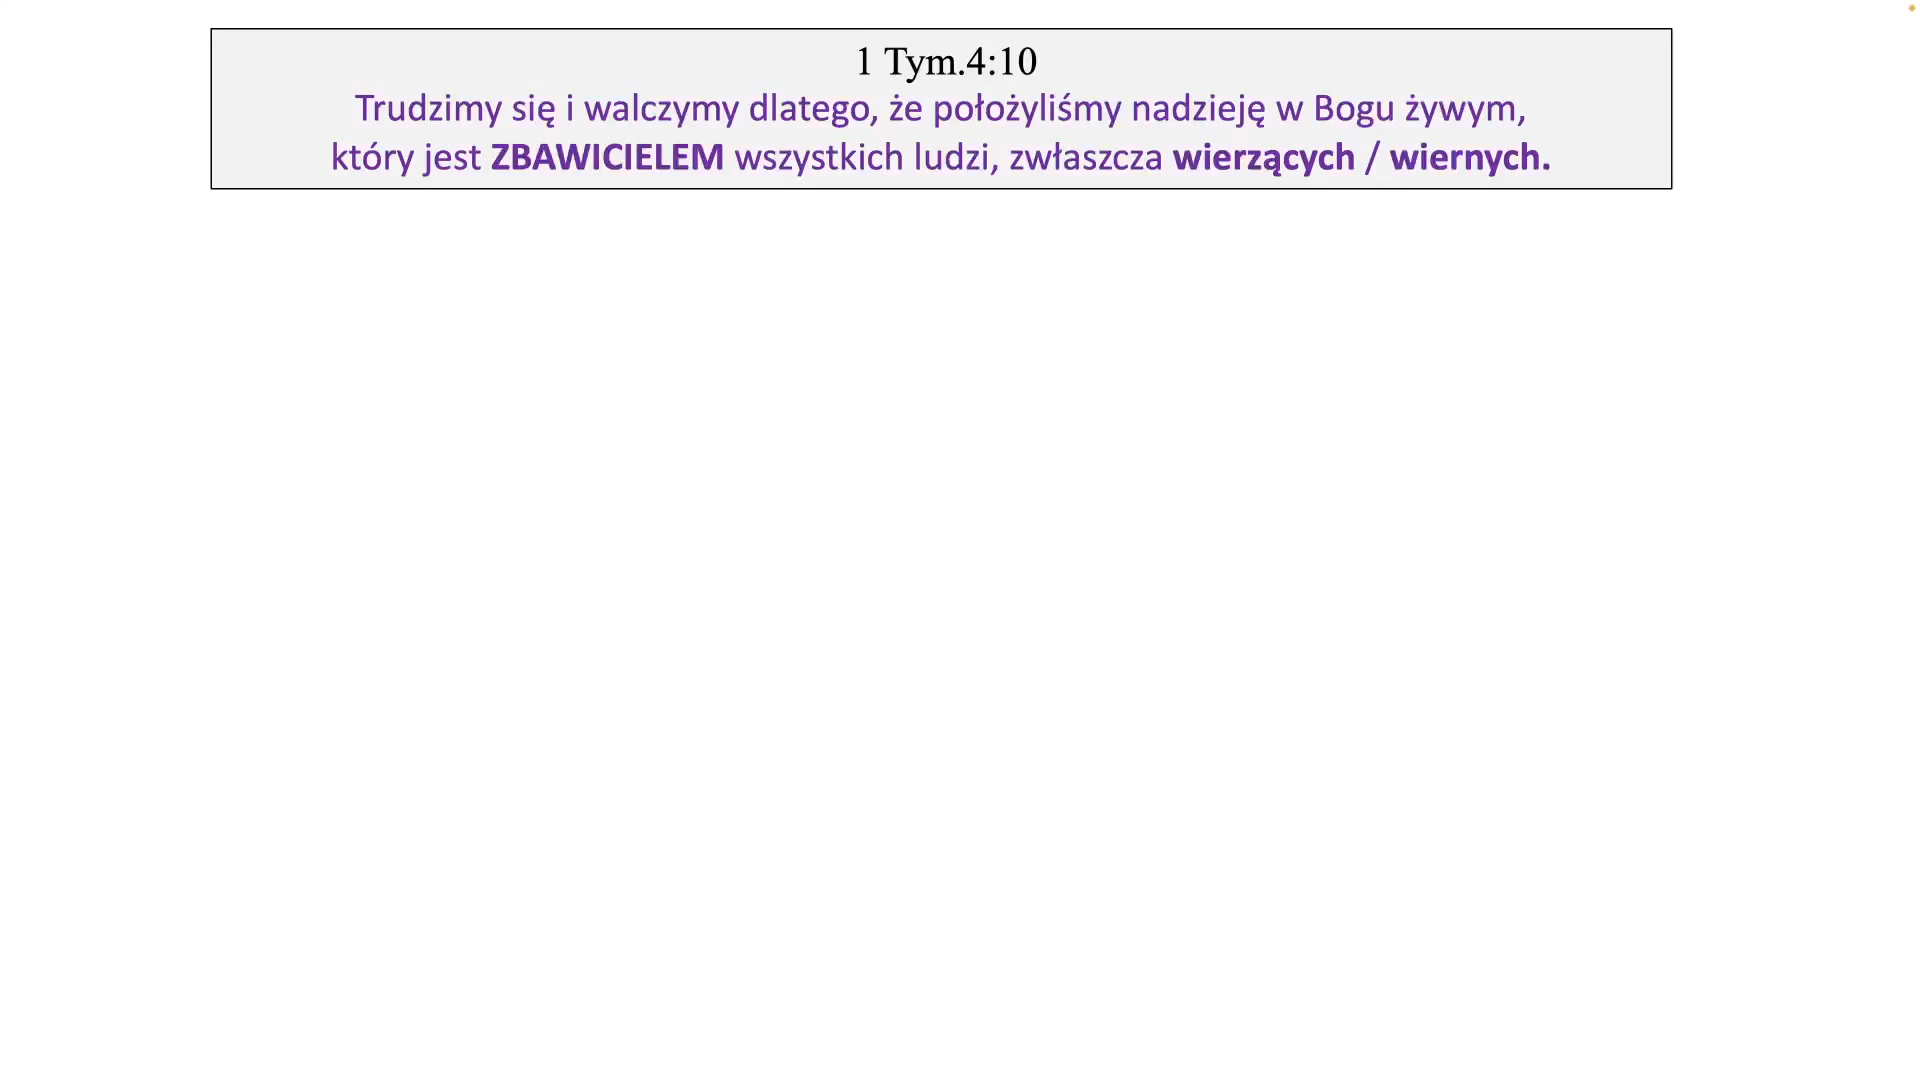 1 Tym.4:10
Trudzimy się i walczymy dlatego, że położyliśmy nadzieję w Bogu żywym,
który jest ZBAWICIELEM wszystkich ludzi, zwłaszcza wierzących / wiernych.